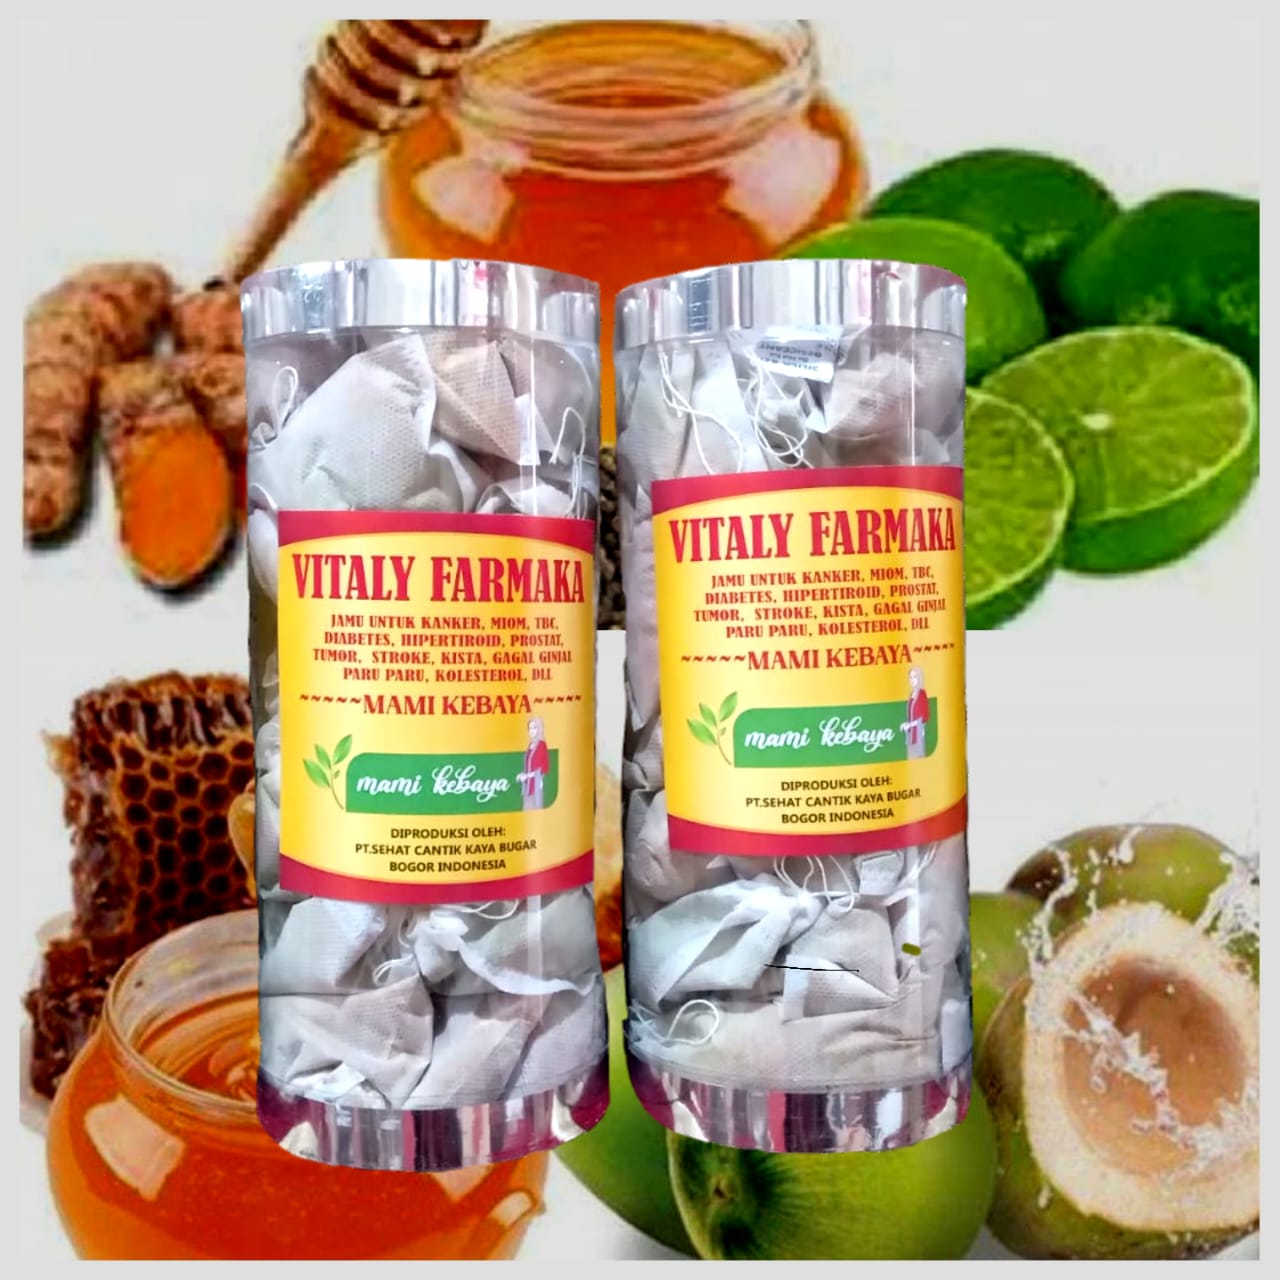 VITALY FARMAKA
JAMU UNTUK KANKER, MIOM, TBC,
DIABETES, HIPERTIROID, PROSTAT,
TUMOR, STROKE, KISTA, GAGAL GINJAL
PARU PARU, KOLESTEROL, DLL
~~~~~MAMI KEBAYA~~~~~
mami kebaya
DIPRODUKSI OLEH:
PT.SEHAT CANTIK KAYA BUGAR
BOGOR INDONESIA
VITALY FARMAKA
JAMU UNTUK KANKER, MIOM, TBC,
DIABETES, HIPERTIROID, PROSTAT,
TUMOR, STROKE, KISTA, GAGAL GINJAL
PARU PARU, KOLESTEROL, DLL
~~~~~MAMI KEBAYA~~~~~
mami kebaya
DIPRODUKSI OLEH:
PT.SEHAT CANTIK KAYA BUGAR
BOGOR INDONESIA